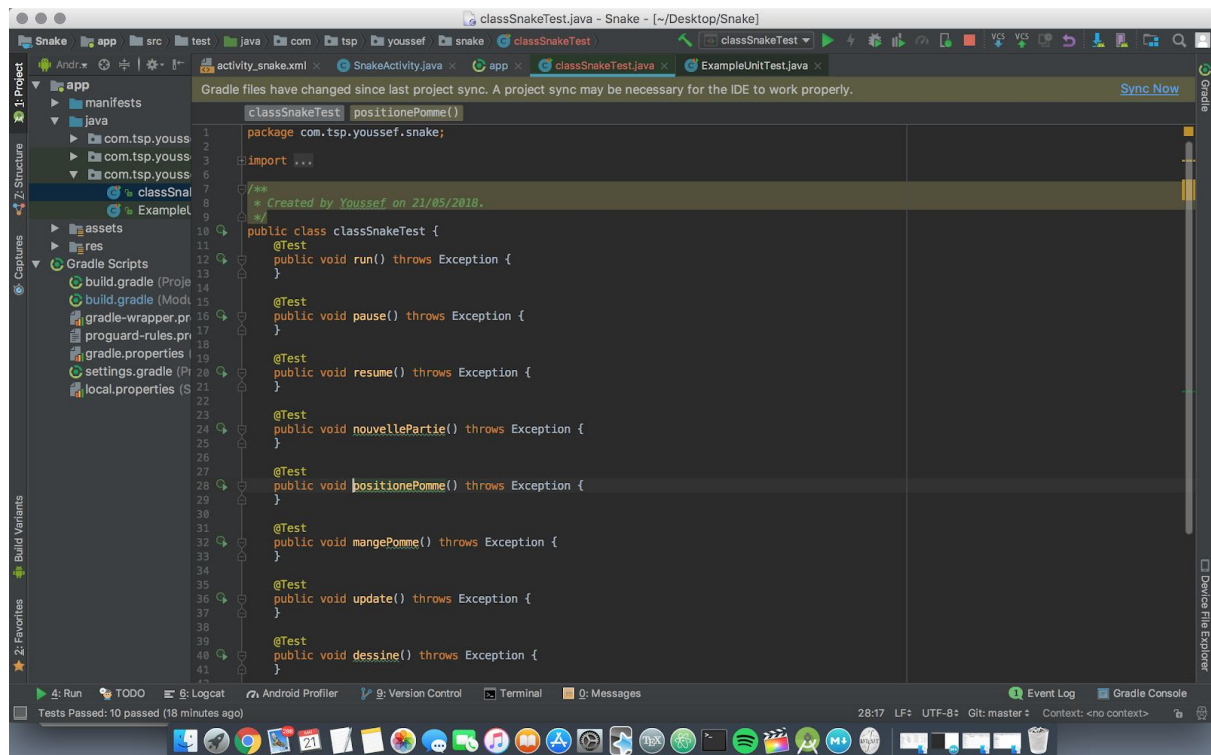 classSnakeTest.java - Snake - [~/Desktop/Snake]
Snake app src test java com tsp youssef snake classSnakeTest classSnakeTest
Andr.. activity_snake.xml SnakeActivity.java app classSnakeTest.java ExampleUnitTest.java
Gradle files have changed since last project sync. A project sync may be necessary for the IDE to work properly. Sync Now
classSnakeTest positionePomme()
1: Project
Z: Structure
Captures
Build Variants
2: Favorites
app
manifests
java
com.tsp.youss
com.tsp.youss
com.tsp.youss
classSnal
ExampleU
assets
res
Gradle Scripts
build.gradle (Proje
build.gradle (Modu
gradle-wrapper.pr
proguard-rules.pr
gradle.properties (
settings.gradle (Pr
local.properties (S
1 package com.tsp.youssef.snake;
2
3 import ...
6
7 /**
8 * Created by Youssef on 21/05/2018.
9 */
10 public class classSnakeTest {
11 @Test
12 public void run() throws Exception {
13 }
14
15 @Test
16 public void pause() throws Exception {
17 }
18
19 @Test
20 public void resume() throws Exception {
21 }
22
23 @Test
24 public void nouvellePartie() throws Exception {
25 }
26
27 @Test
28 public void positionePomme() throws Exception {
29 }
30
31 @Test
32 public void mangePomme() throws Exception {
33 }
34
35 @Test
36 public void update() throws Exception {
37 }
38
39 @Test
40 public void dessine() throws Exception {
41 }
Gradle
Device File Explorer
4: Run TODO 6: Logcat Android Profiler 9: Version Control Terminal 0: Messages 1 Event Log Gradle Console
Tests Passed: 10 passed (18 minutes ago) 28:17 LF÷ UTF-8÷ Git: master÷ Context: <no context>